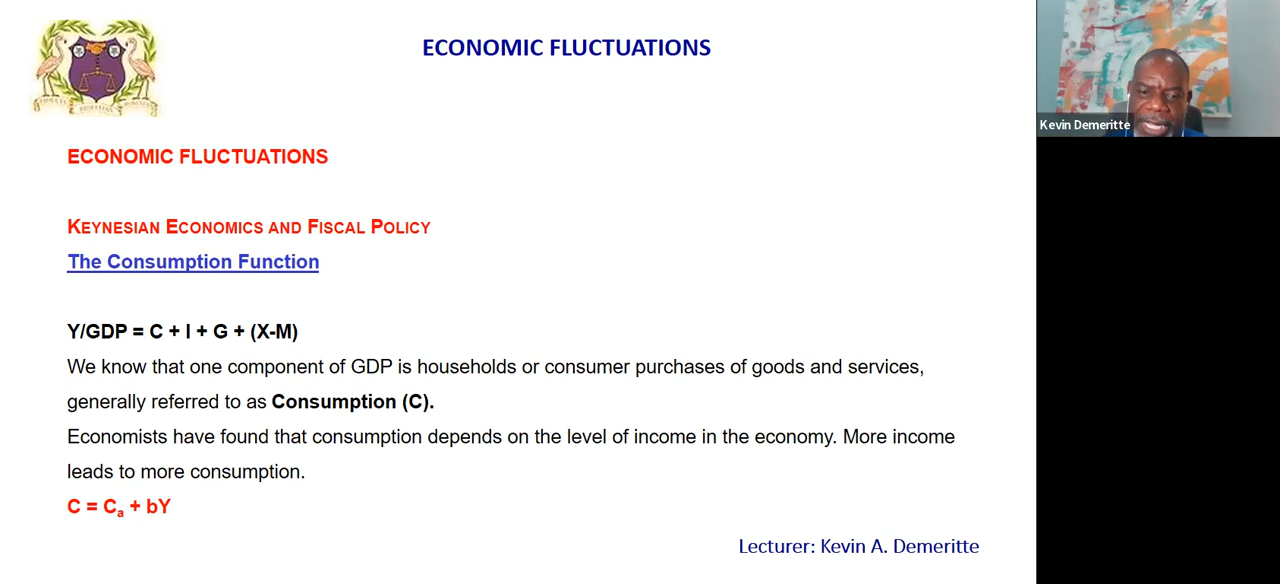 ECONOMIC FLUCTUATIONS
Kevin Demeritte
ECONOMIC FLUCTUATIONS
KEYNESIAN ECONOMICS AND FISCAL POLICY
The Consumption Function
Y/GDP = C + I + G + (X-M)
We know that one component of GDP is households or consumer purchases of goods and services,
generally referred to as Consumption (C).
Economists have found that consumption depends on the level of income in the economy. More income
leads to more consumption.
C = Ca + bY
Lecturer: Kevin A. Demeritte